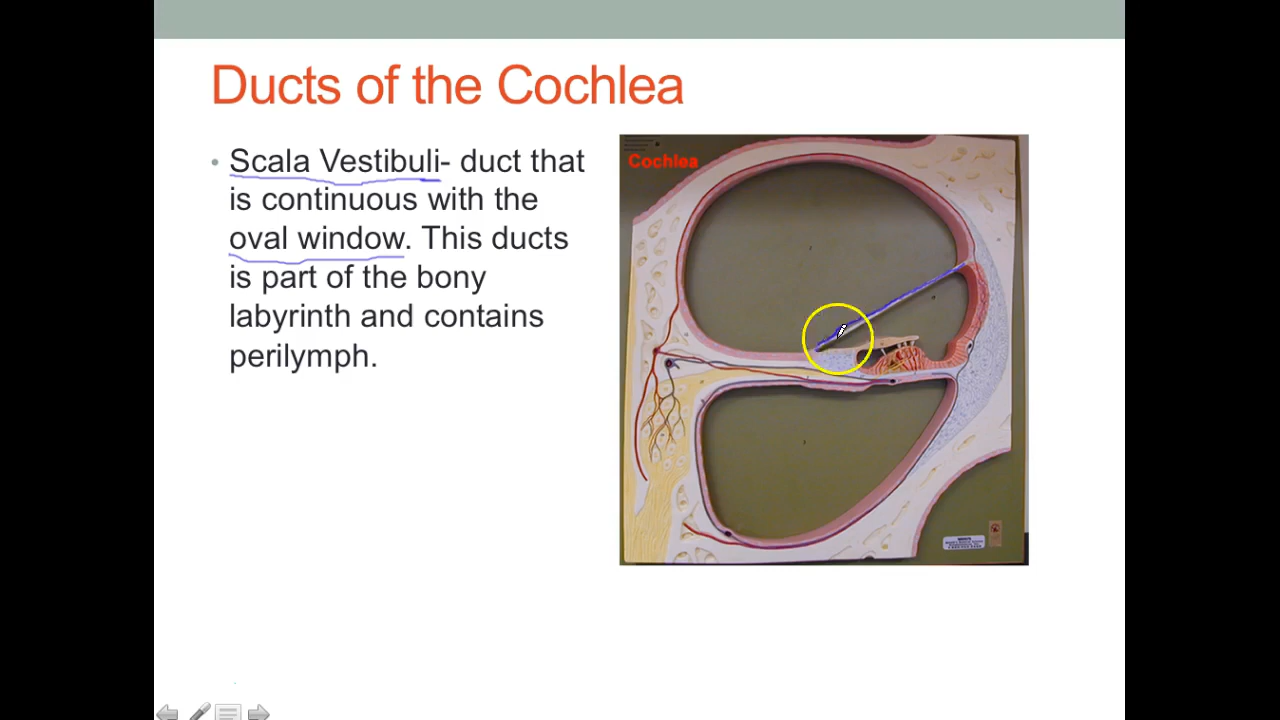 Ducts of the Cochlea
• Scala Vestibuli- duct that
is continuous with the
oval window. This ducts
is part of the bony
labyrinth and contains
perilymph.
Cochlea